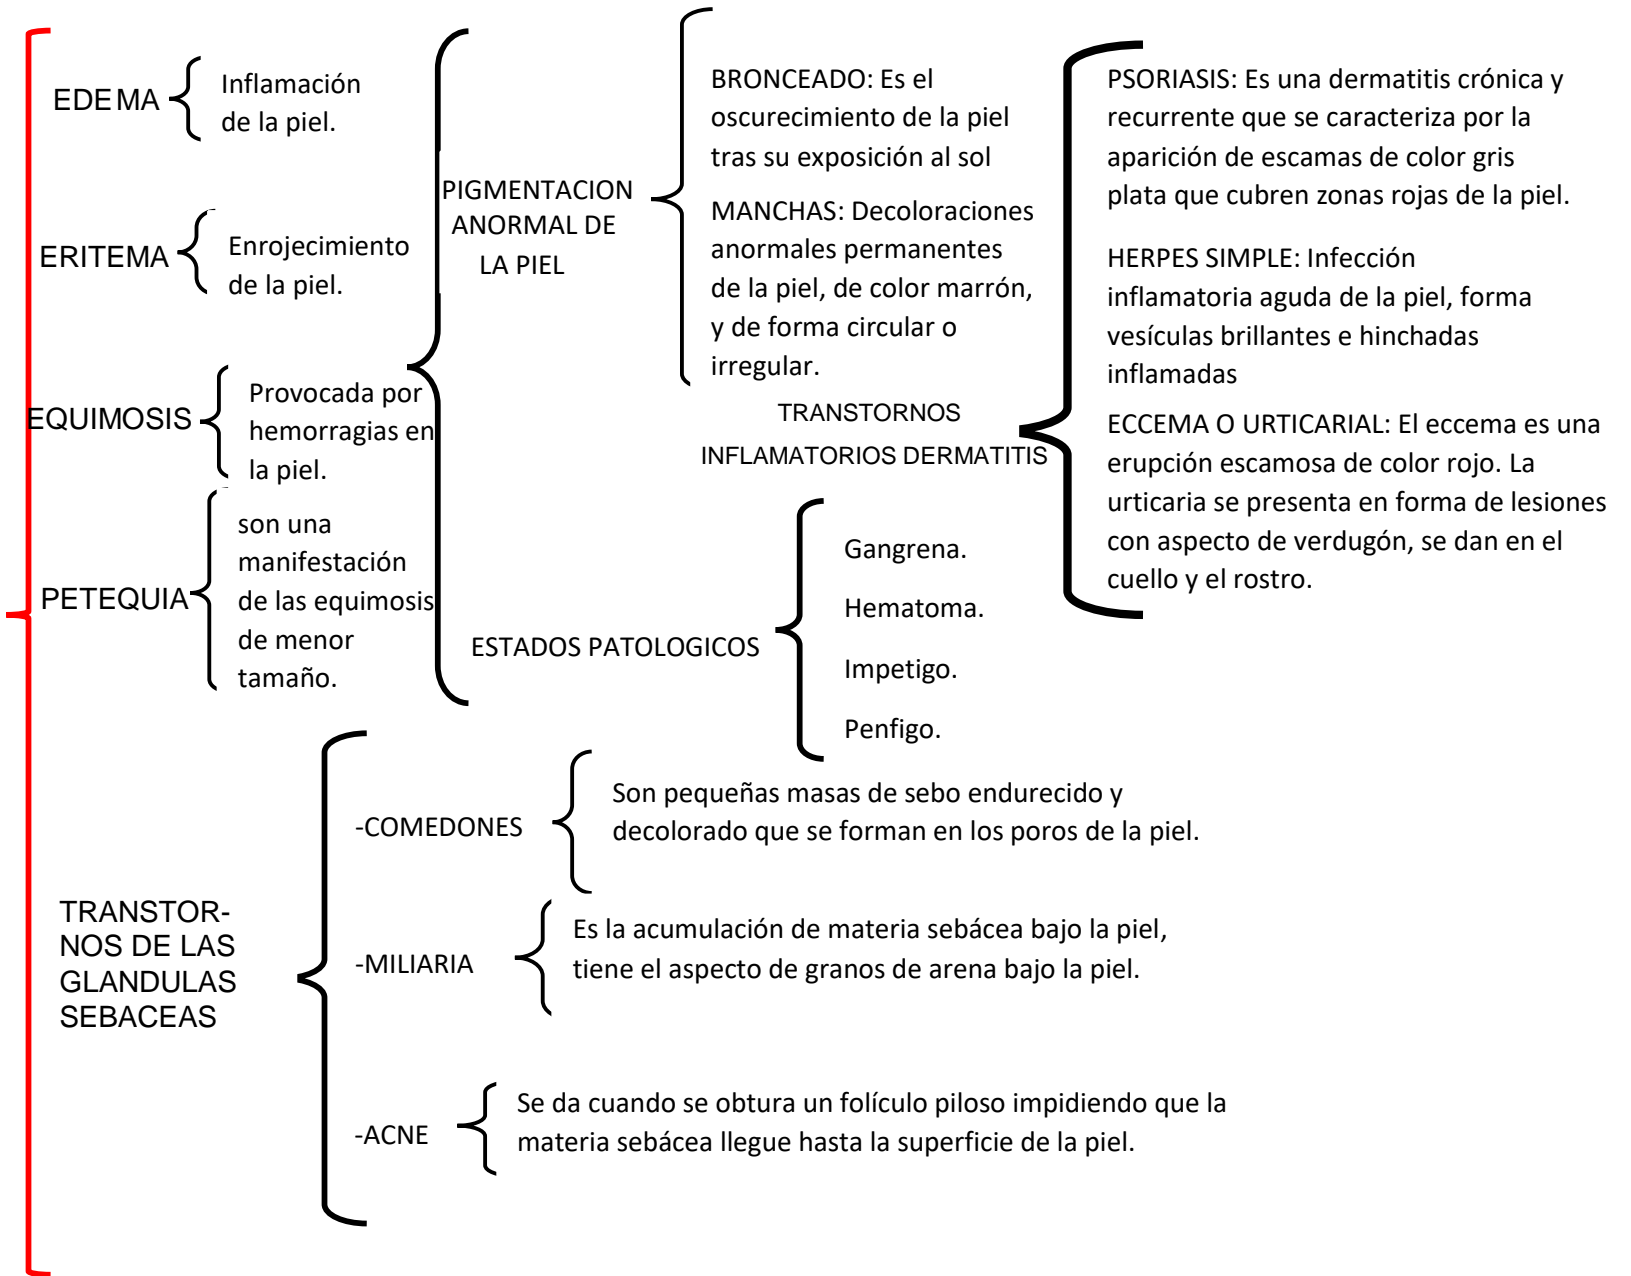 EDEMA
Inflamación
de la piel.
ERITEMA
Enrojecimiento
de la piel.
EQUIMOSIS
Provocada por
hemorragias en
la piel.
PETEQUIA
son una
manifestación
de las equimosis
de menor
tamaño.
PIGMENTACION
ANORMAL DE
LA PIEL
BRONCEADO: Es el
oscurecimiento de la piel
tras su exposición al sol
MANCHAS: Decoloraciones
anormales permanentes
de la piel, de color marrón,
y de forma circular o
irregular.
TRANSTORNOS
INFLAMATORIOS DERMATITIS
PSORIASIS: Es una dermatitis crónica y
recurrente que se caracteriza por la
aparición de escamas de color gris
plata que cubren zonas rojas de la piel.
HERPES SIMPLE: Infección
inflamatoria aguda de la piel, forma
vesículas brillantes e hinchadas
inflamadas
ECCEMA O URTICARIAL: El eccema es una
erupción escamosa de color rojo. La
urticaria se presenta en forma de lesiones
con aspecto de verdugón, se dan en el
cuello y el rostro.
ESTADOS PATOLOGICOS
Gangrena.
Hematoma.
Impetigo.
Penfigo.
TRANSTOR-
NOS DE LAS
GLANDULAS
SEBACEAS
-COMEDONES
Son pequeñas masas de sebo endurecido y
decolorado que se forman en los poros de la piel.
-MILIARIA
Es la acumulación de materia sebácea bajo la piel,
tiene el aspecto de granos de arena bajo la piel.
-ACNE
Se da cuando se obtura un folículo piloso impidiendo que la
materia sebácea llegue hasta la superficie de la piel.